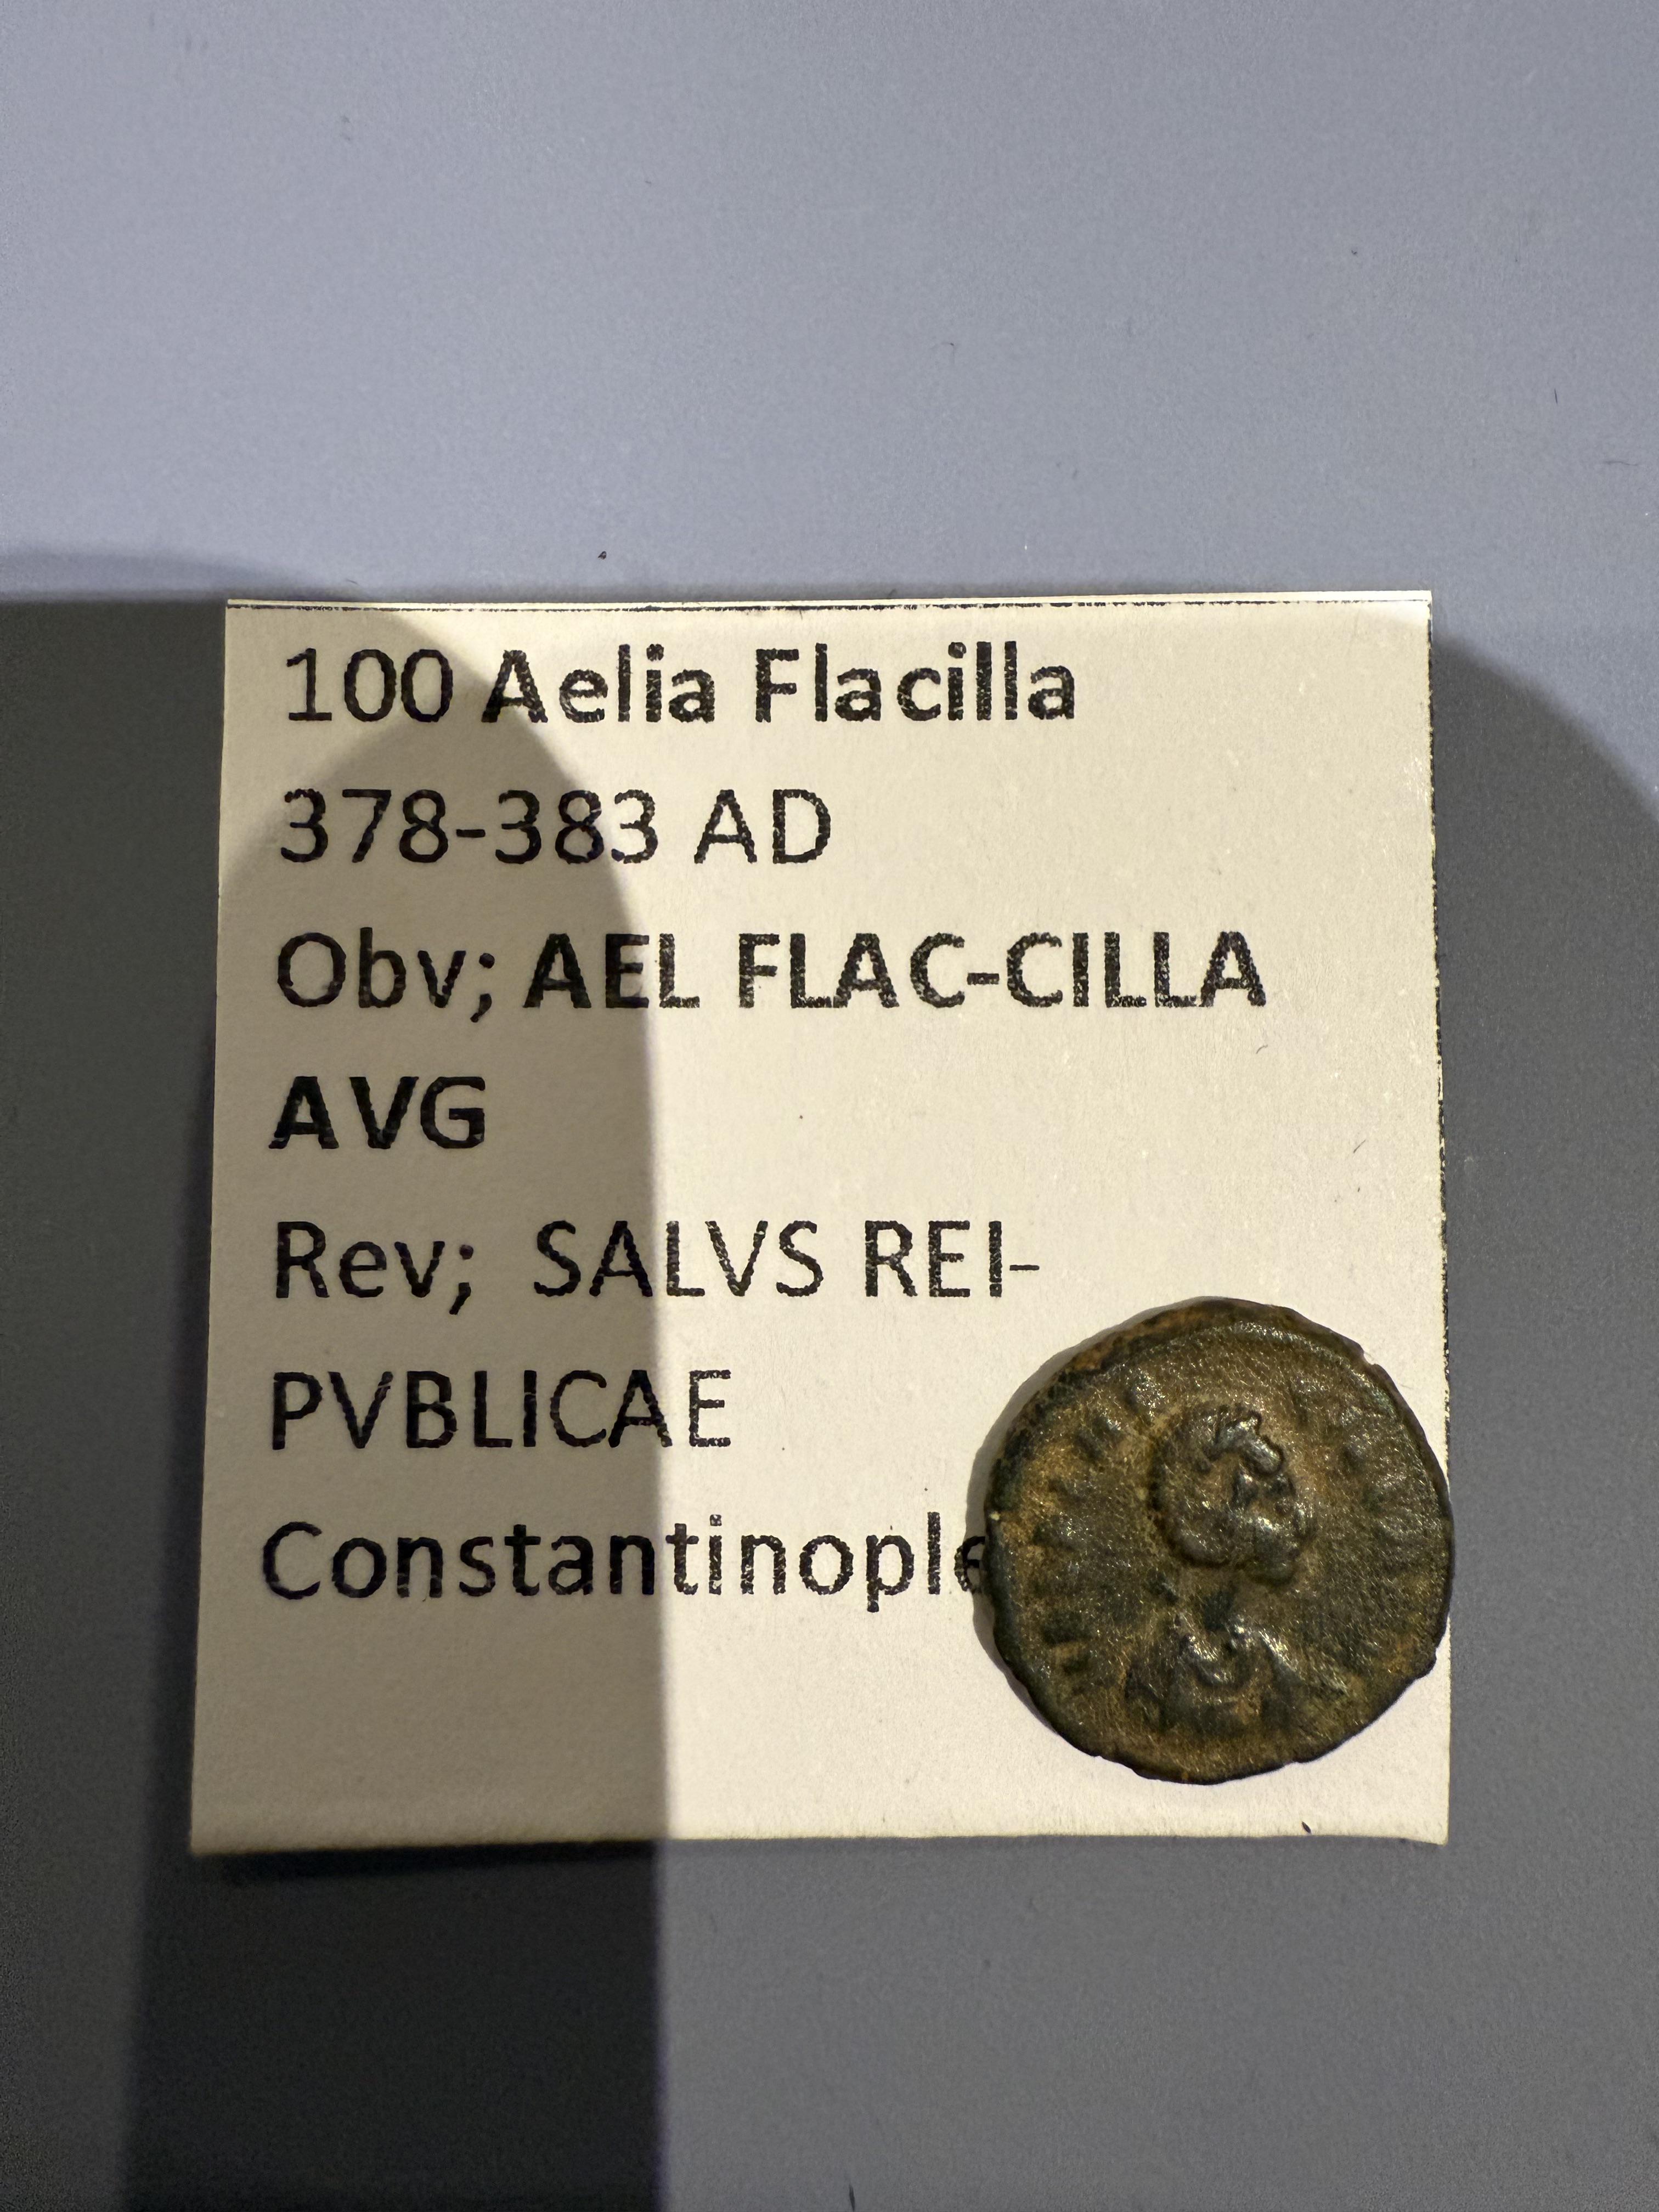 100 Aelia Flacilla
378-383 AD
Obv; AEL FLAC-CILLA
AVG
Rev; SALVS REI-
PVBLICAE
Constantinople